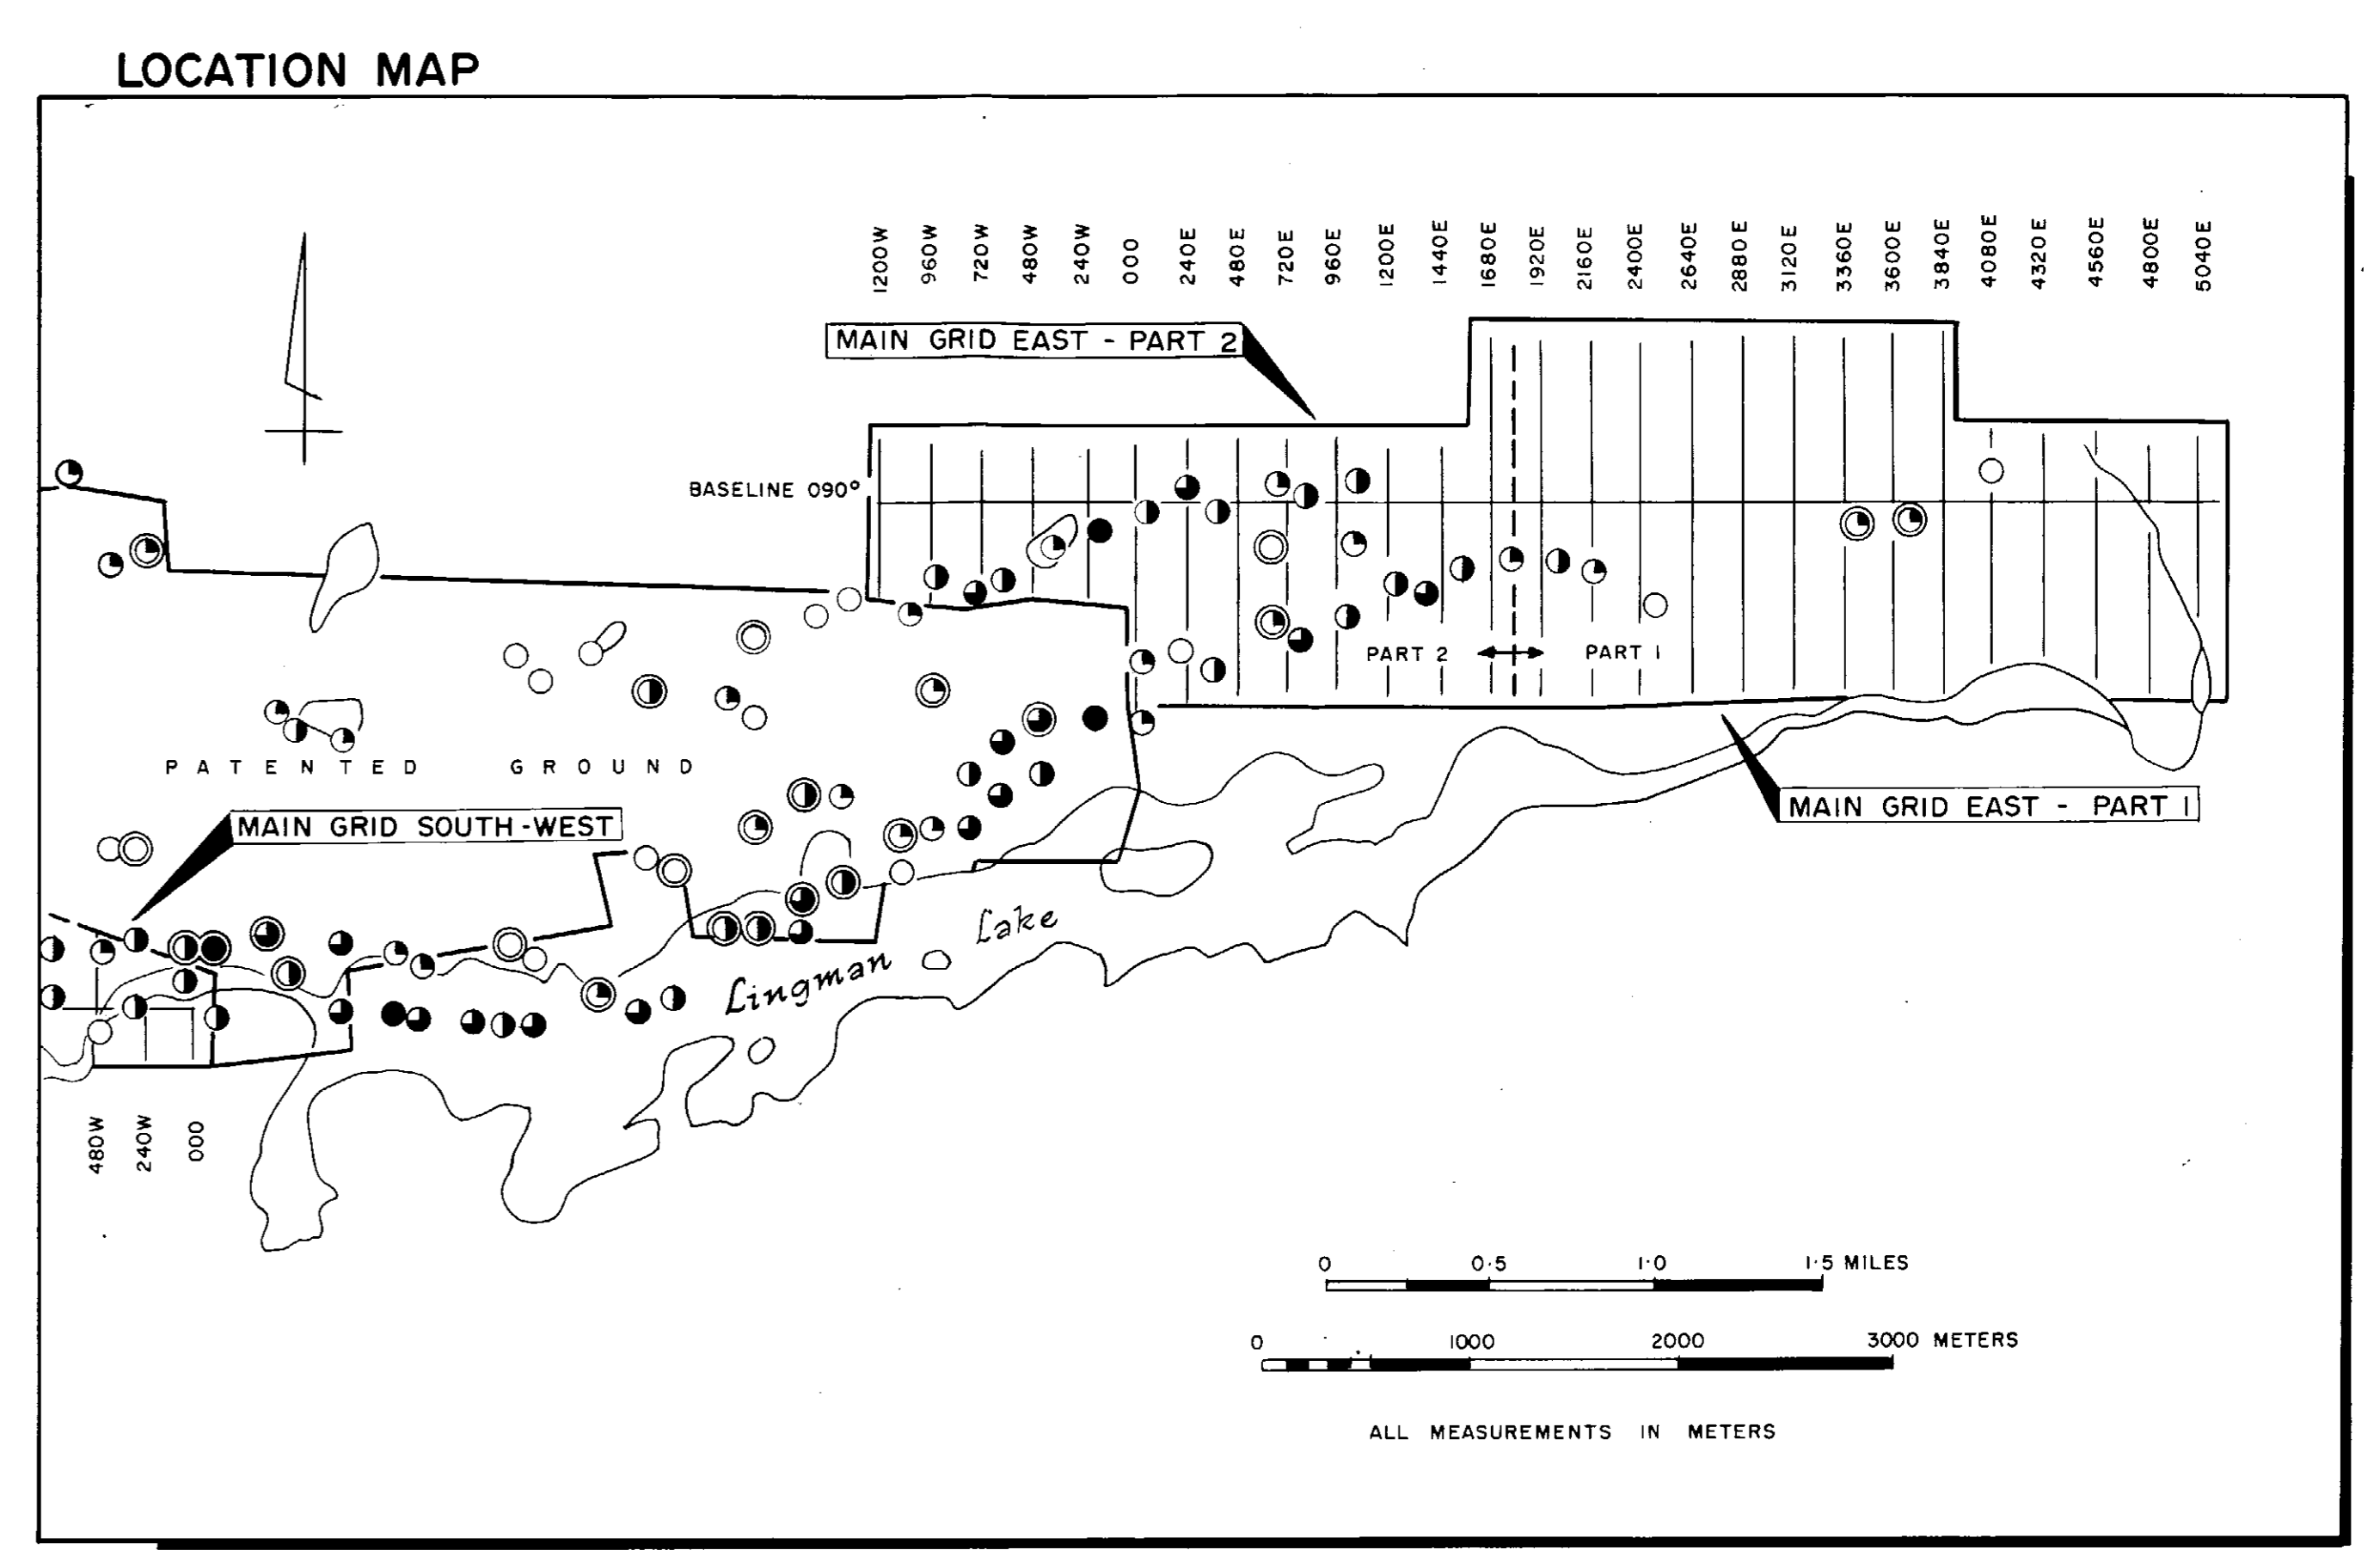 LOCATION MAP
1200W
960W
720W
480W
240W
000
240E
480E
720E
960E
1200E
1440E
1680E
1920E
2160E
2400E
2640E
2880E
3120E
3360E
3600E
3840E
4080E
4320E
4560E
4800E
5040E
MAIN GRID EAST - PART 2
BASELINE 090°
PART 2
PART 1
PATENTED GROUND
MAIN GRID EAST - PART 1
MAIN GRID SOUTH-WEST
Lingman Lake
480W
240W
000
0 0·5 1·0 1·5 MILES
0 1000 2000 3000 METERS
ALL MEASUREMENTS IN METERS